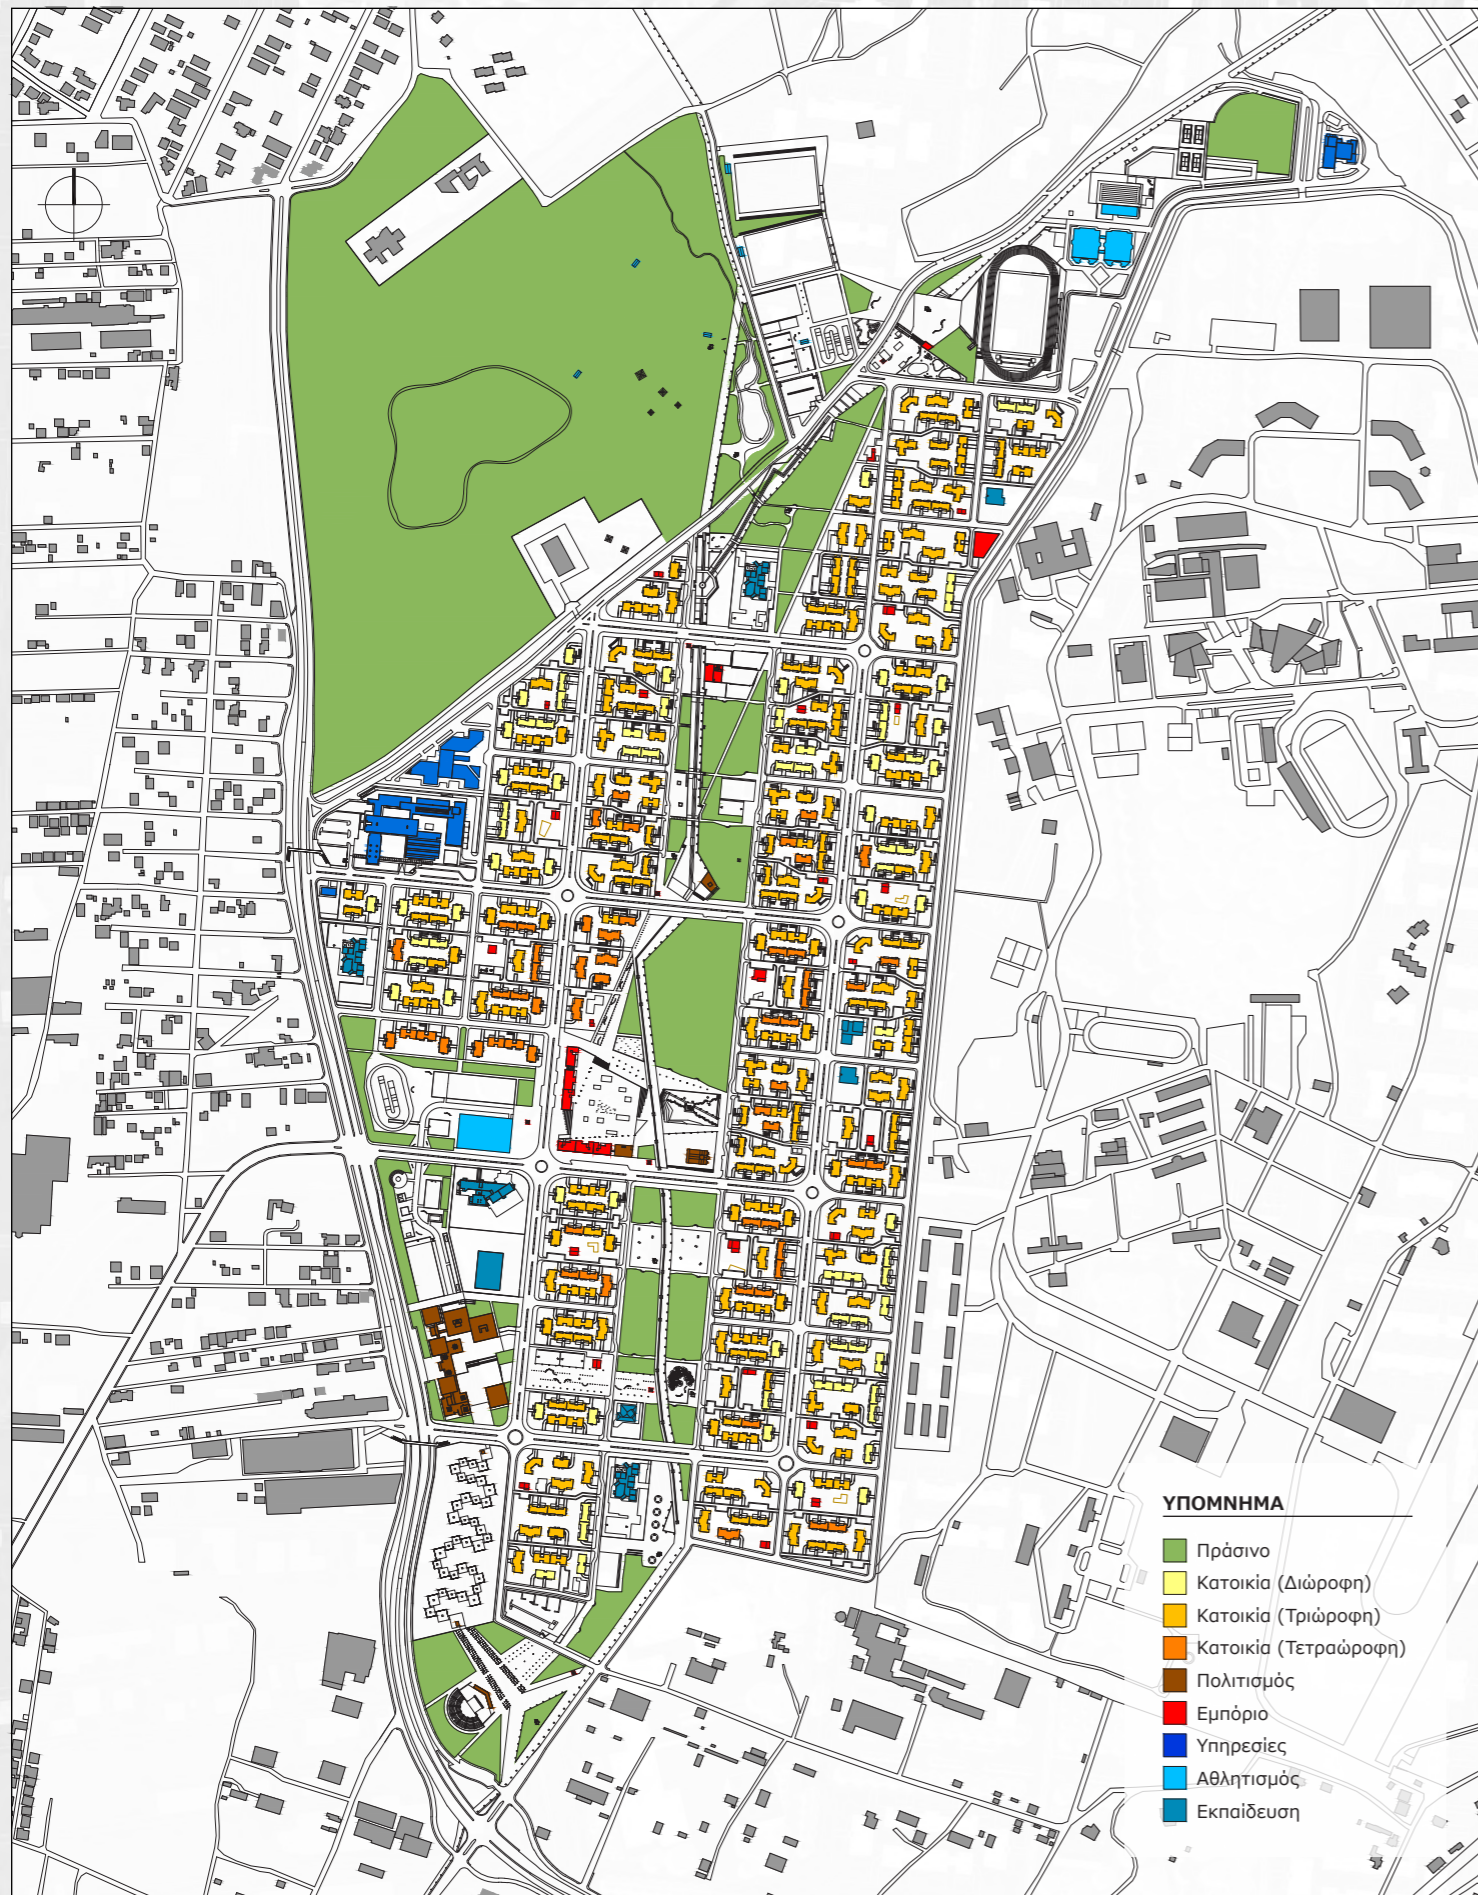 ΥΠΟΜΝΗΜΑ
Πράσινο
Κατοικία (Διώροφη)
Κατοικία (Τριώροφη)
Κατοικία (Τετραώροφη)
Πολιτισμός
Εμπόριο
Υπηρεσίες
Αθλητισμός
Εκπαίδευση